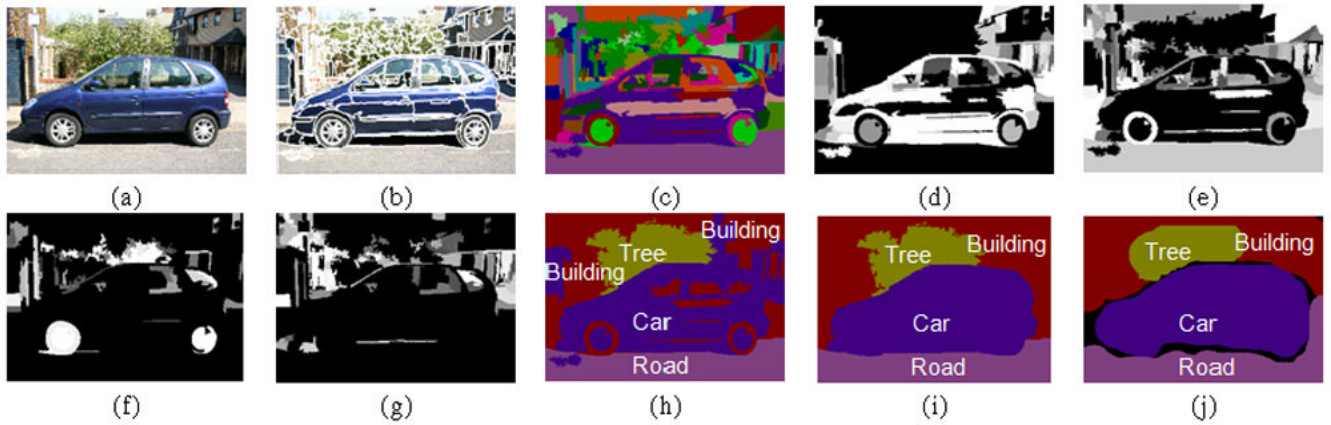 (a) (b) (c) (d) (e)
Tree Building Building Car Road
Tree Building Car Road
Tree Building Car Road
(f) (g) (h) (i) (j)